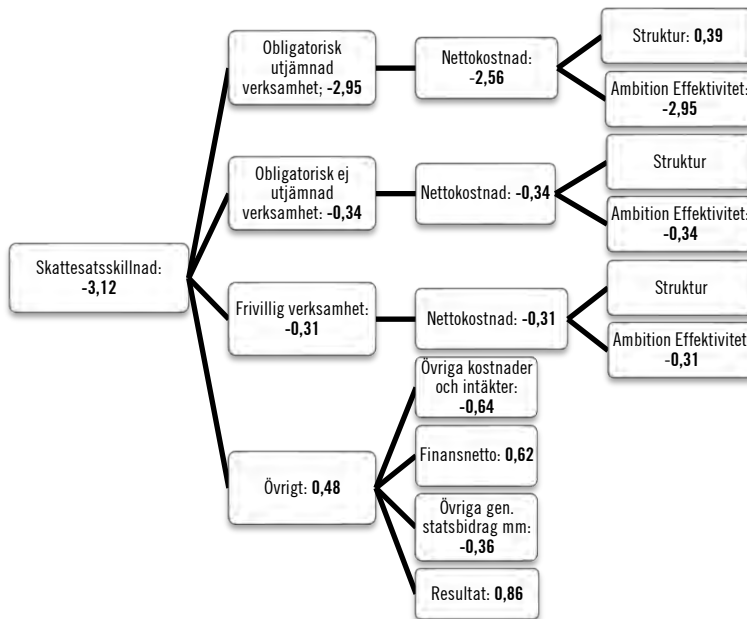 Skattesatsskillnad:
-3,12
Obligatorisk
utjämnad
verksamhet; -2,95
Nettokostnad:
-2,56
Struktur: 0,39
Ambition Effektivitet:
-2,95
Obligatorisk ej
utjämnad
verksamhet: -0,34
Nettokostnad: -0,34
Struktur
Ambition Effektivitet:
-0,34
Frivillig verksamhet:
-0,31
Nettokostnad: -0,31
Struktur
Ambition Effektivitet
-0,31
Övrigt: 0,48
Övriga kostnader
och intäkter:
-0,64
Finansnetto: 0,62
Övriga gen.
statsbidrag mm:
-0,36
Resultat: 0,86